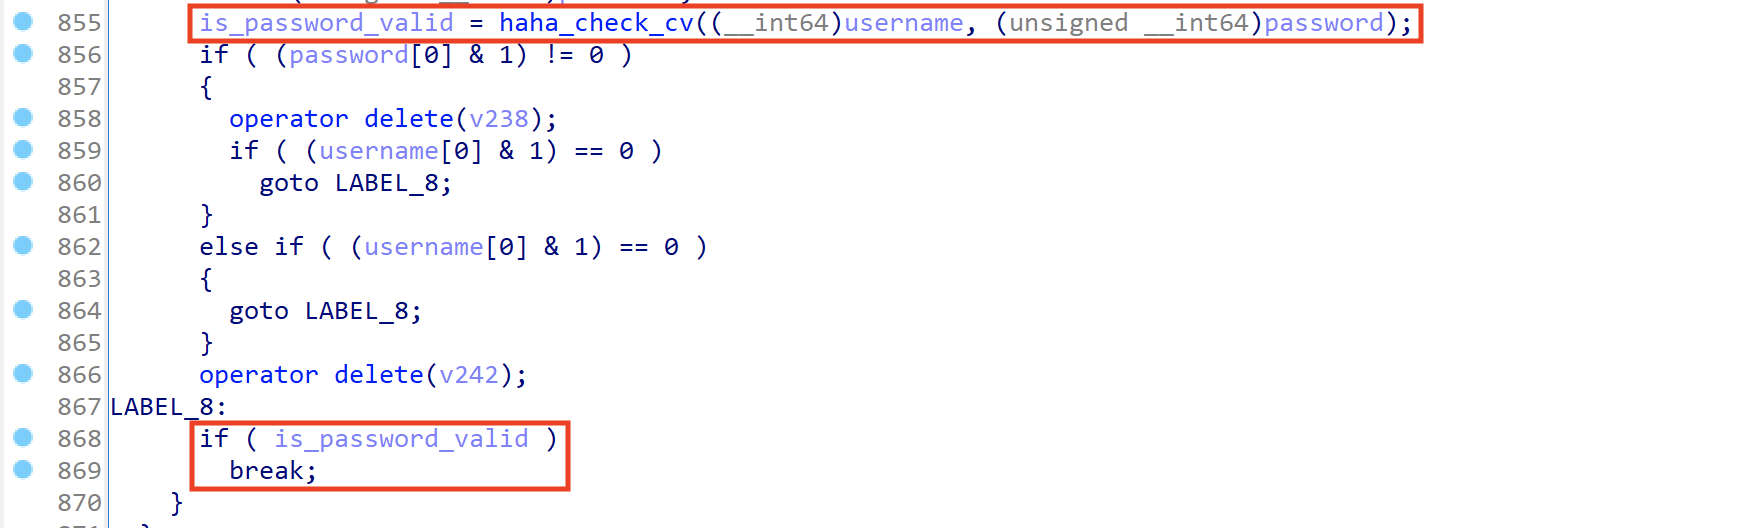 855 is_password_valid = haha_check_cv((__int64)username, (unsigned __int64)password);
856 if ( (password[0] & 1) != 0 )
857 {
858 operator delete(v238);
859 if ( (username[0] & 1) == 0 )
860 goto LABEL_8;
861 }
862 else if ( (username[0] & 1) == 0 )
863 {
864 goto LABEL_8;
865 }
866 operator delete(v242);
867 LABEL_8:
868 if ( is_password_valid )
869 break;
870 }